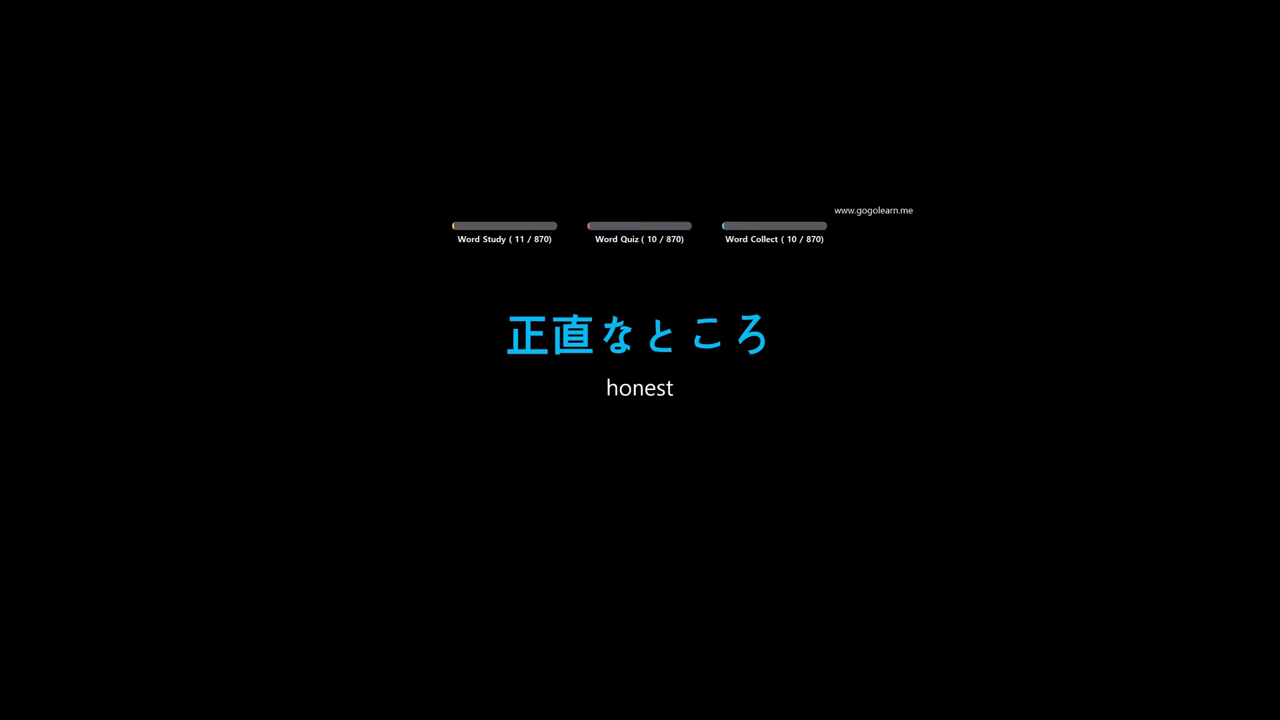 www.gogolearn.me
Word Study ( 11 / 870) Word Quiz ( 10 / 870) Word Collect ( 10 / 870)
正直なところ
honest